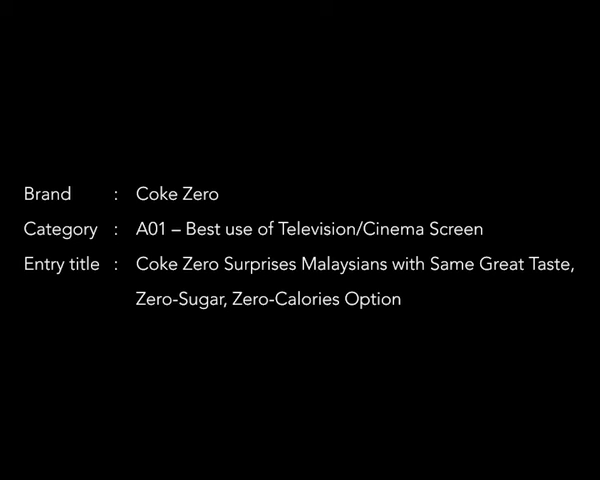 Brand : Coke Zero
Category : A01 – Best use of Television/Cinema Screen
Entry title : Coke Zero Surprises Malaysians with Same Great Taste,
Zero-Sugar, Zero-Calories Option